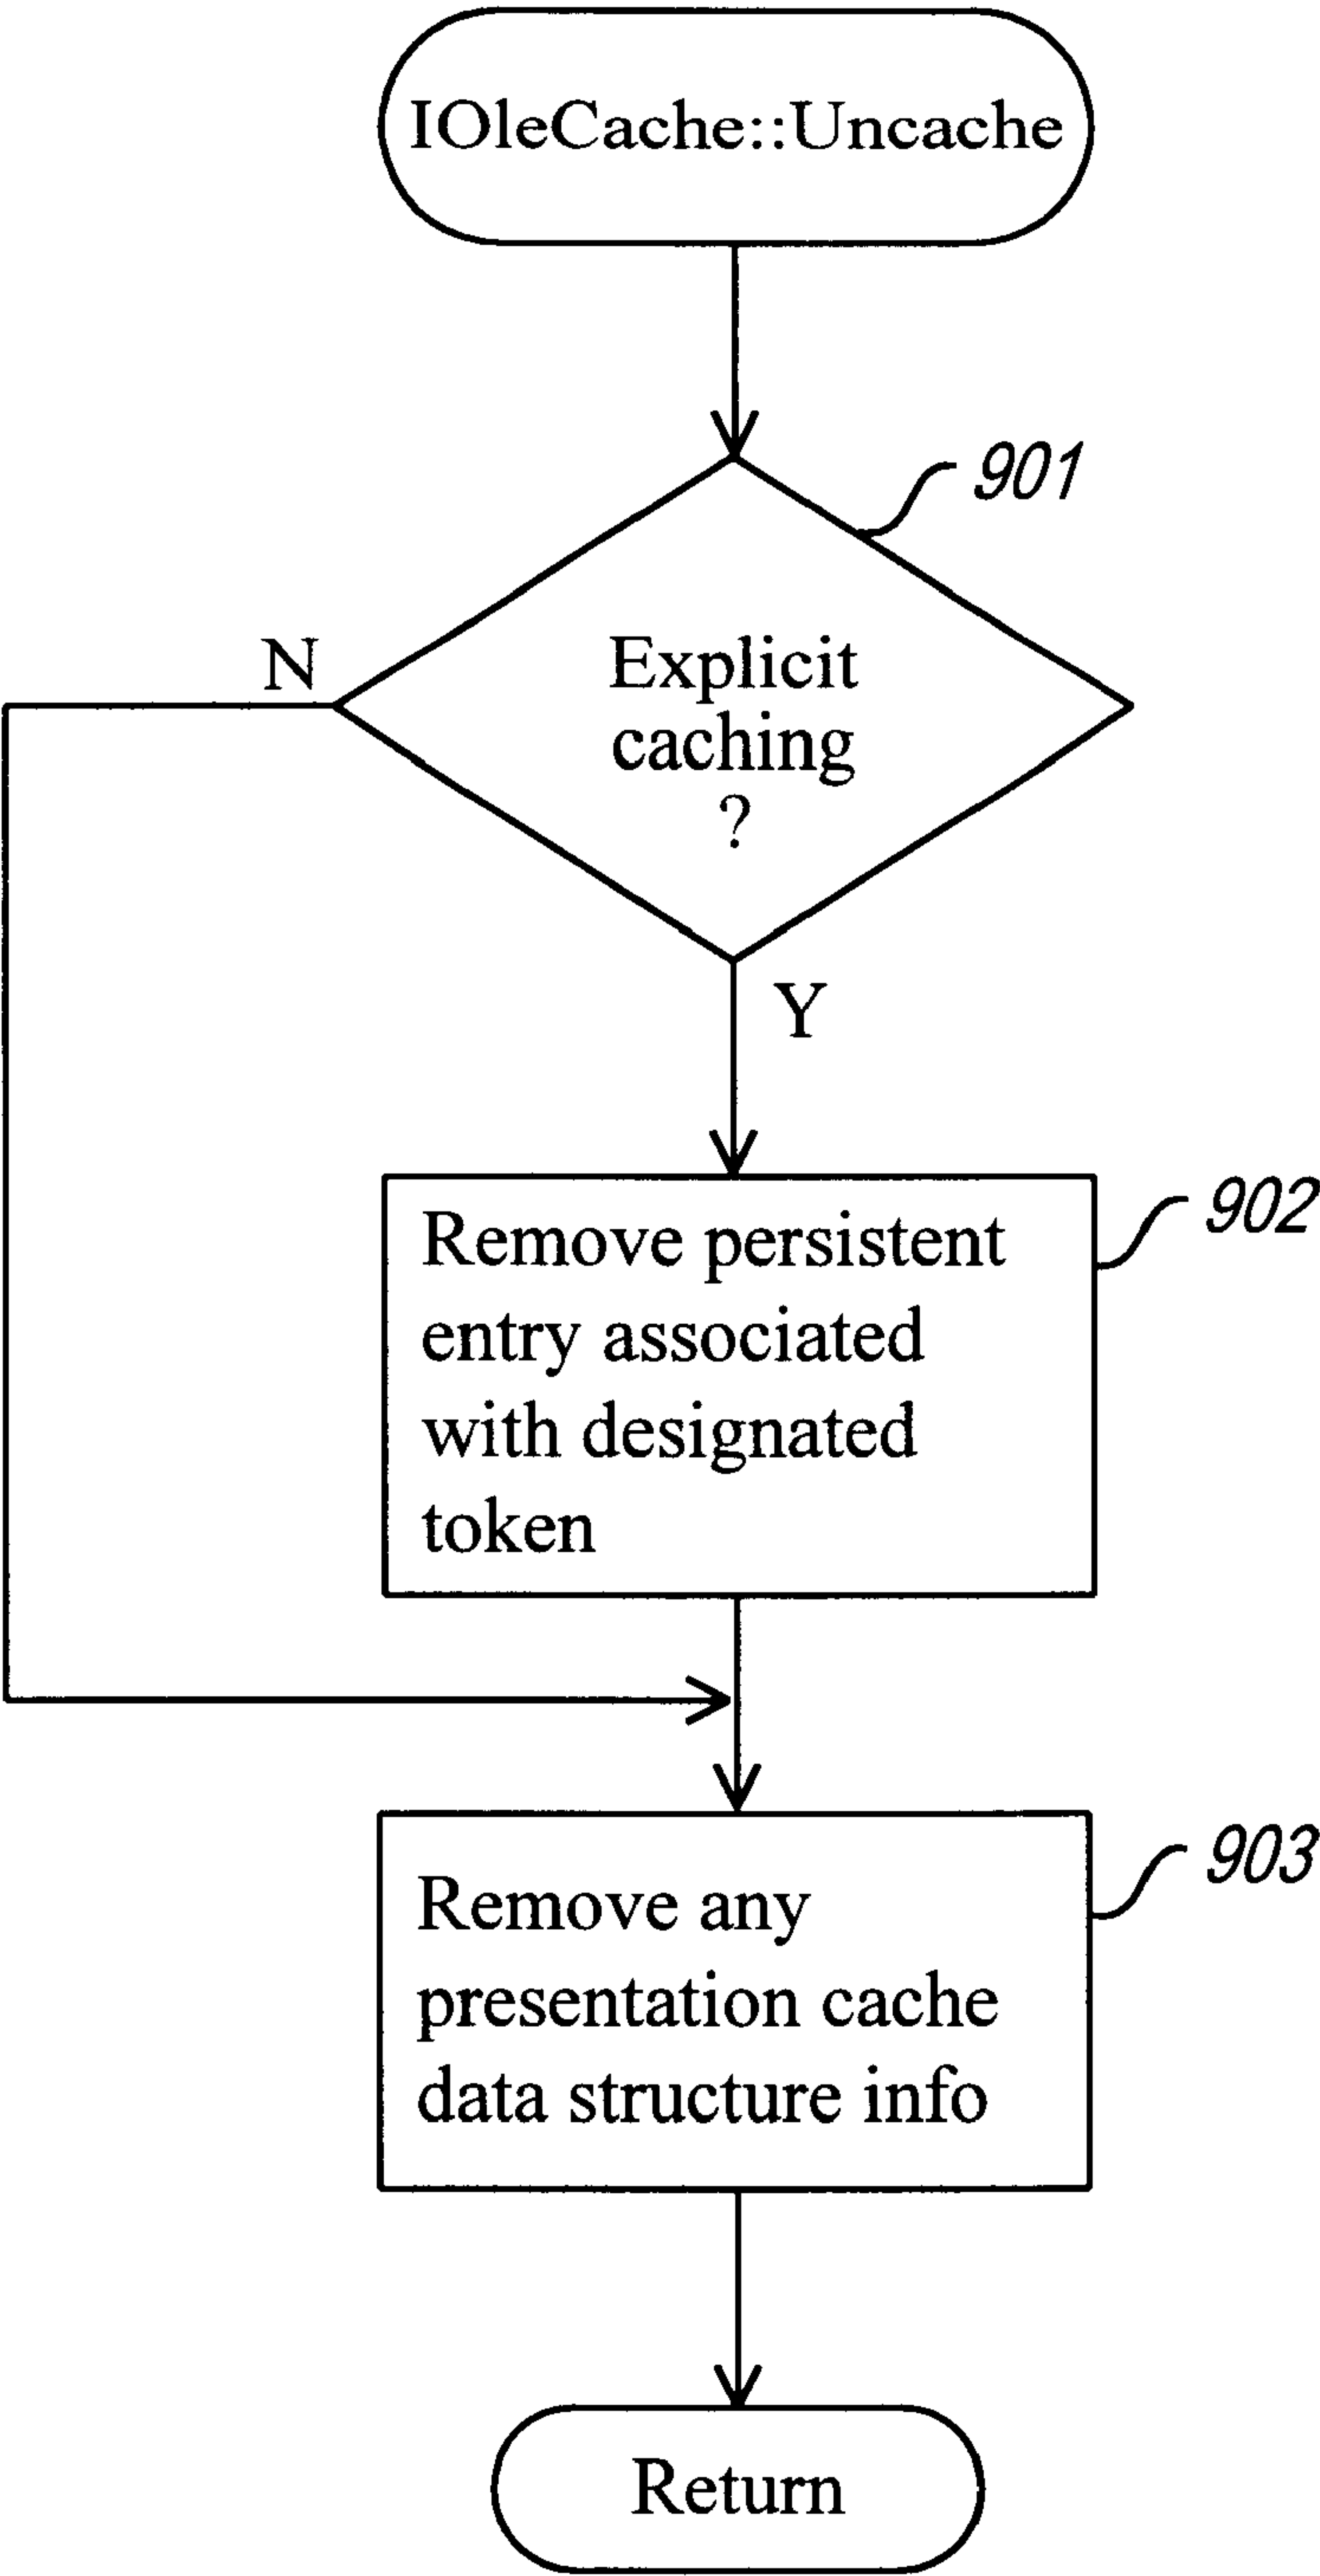 IOleCache::Uncache
901
N
Explicit
caching
?
Y
902
Remove persistent
entry associated
with designated
token
903
Remove any
presentation cache
data structure info
Return